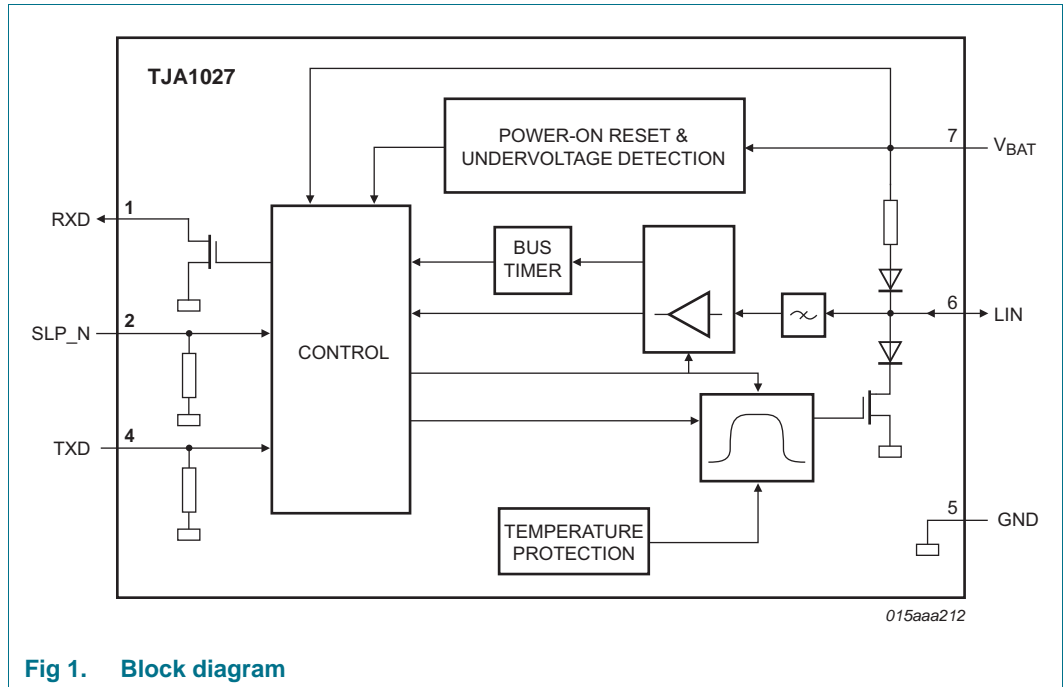 TJA1027
POWER-ON RESET &
UNDERVOLTAGE DETECTION
7
VBAT
RXD
1
BUS
TIMER
6
LIN
2
SLP_N
CONTROL
4
TXD
5
GND
TEMPERATURE
PROTECTION
015aaa212
Fig 1. Block diagram